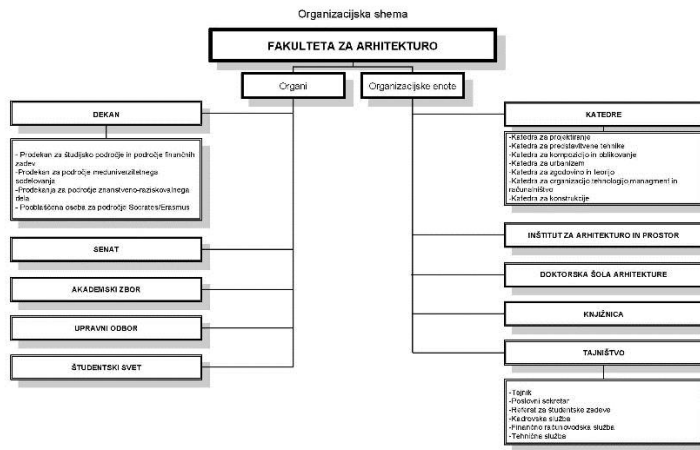 Organizacijska shema
FAKULTETA ZA ARHITEKTURO
Organi
Organizacijske enote
DEKAN
- Prodekan za študijsko področje in področje finančnih
zadev
-Prodekan za področje meduniverzitetnega
sodelovanja
-Prodekanja za področje znanstveno-raziskovalnega
dela
- Pooblaščena oseba za področje Socrates/Erasmus
SENAT
AKADEMSKI ZBOR
UPRAVNI ODBOR
ŠTUDENTSKI SVET
KATEDRE
-Katedra za projektiranje
-Katedra za predstavitvene tehnike
-Katedra za kompozicijo in oblikovanje
-Katedra za urbanizem
-Katedra za zgodovino in teorijo
-Katedra za organizacijo tehnologijo managment in
računalništvo
-Katedra za konstrukcije
INŠTITUT ZA ARHITEKTURO IN PROSTOR
DOKTORSKA ŠOLA ARHITEKTURE
KNJIŽNICA
TAJNIŠTVO
-Tajnik
-Poslovni sekretar
-Referat za študentske zadeve
-Kadrovska služba
-Finančno računovodska služba
-Tehnična služba